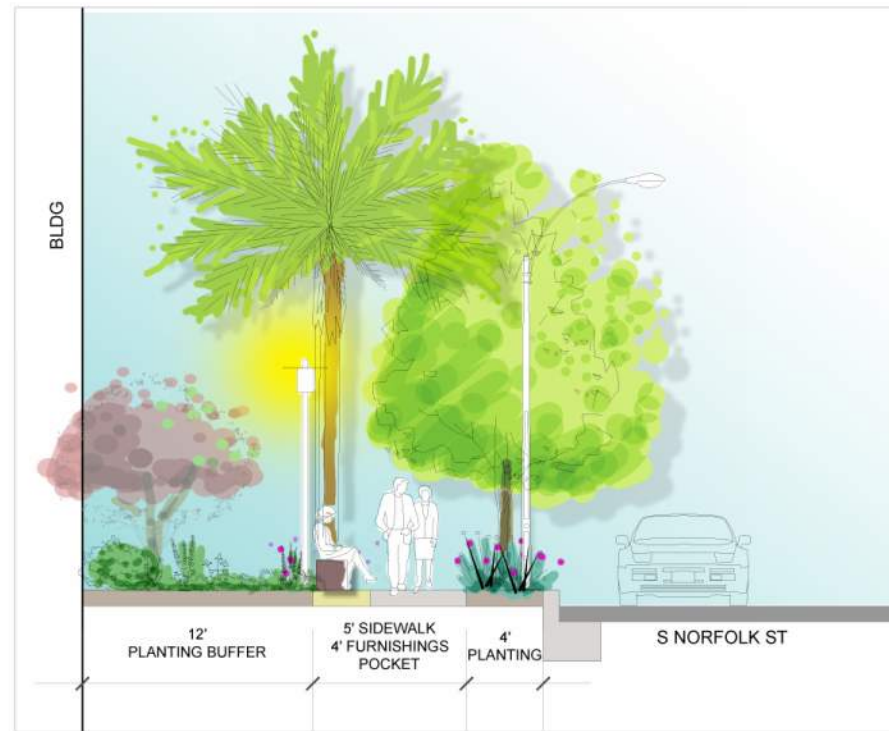 BLDG
12'
PLANTING BUFFER
5' SIDEWALK
4' FURNISHINGS
POCKET
4'
PLANTING
S NORFOLK ST